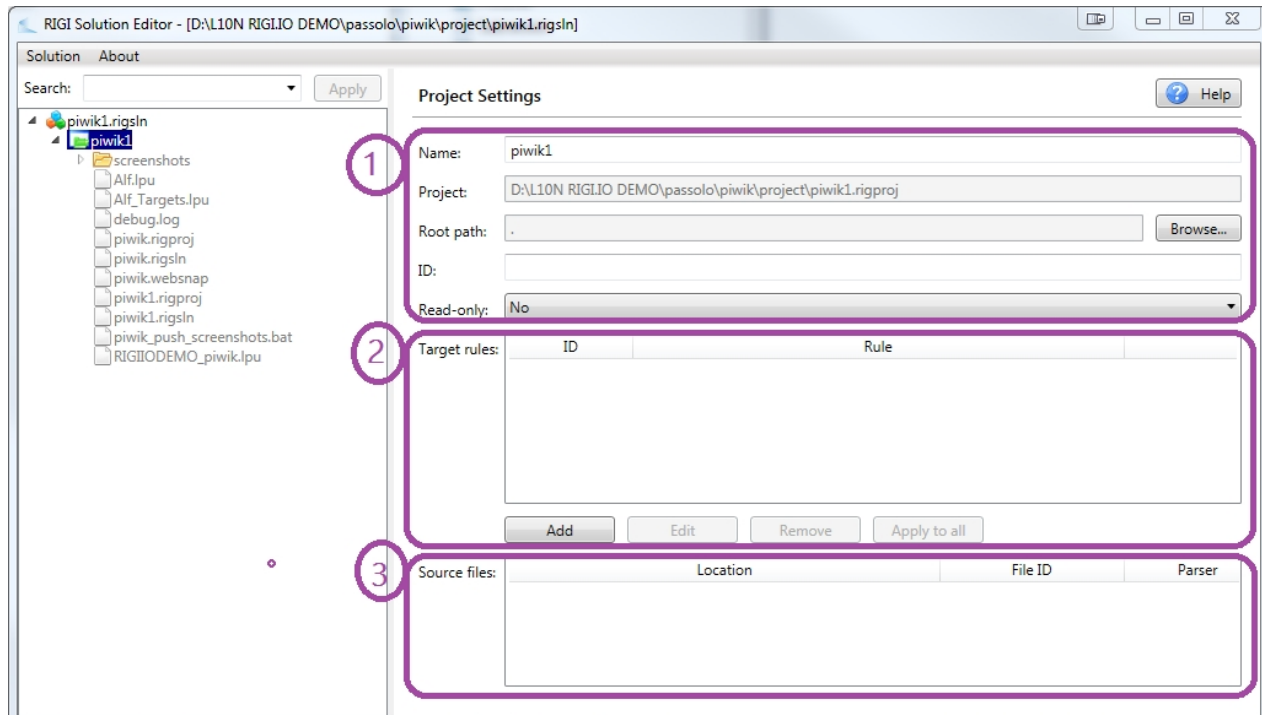 RIGI Solution Editor - [D:\L10N RIGI.IO DEMO\passolo\piwik\project\piwik1.rigsln]
Solution About
Search: Apply
piwik1.rigsln
piwik1
screenshots
Alf.lpu
Alf_Targets.lpu
debug.log
piwik.rigproj
piwik.rigsln
piwik.websnap
piwik1.rigproj
piwik1.rigsln
piwik_push_screenshots.bat
RIGIIODEMO_piwik.lpu
Project Settings
Help
1
Name: piwik1
Project: D:\L10N RIGI.IO DEMO\passolo\piwik\project\piwik1.rigproj
Root path: . Browse...
ID:
Read-only: No
2
Target rules: ID Rule
Add Edit Remove Apply to all
3
Source files: Location File ID Parser